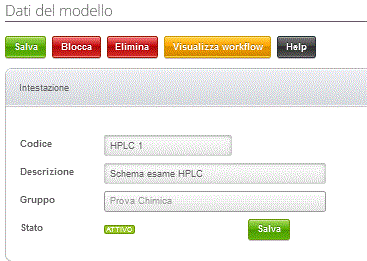 Dati del modello
Salva Blocca Elimina Visualizza workflow Help
Intestazione
Codice HPLC 1
Descrizione Schema esame HPLC
Gruppo Prova Chimica
Stato ATTIVO Salva